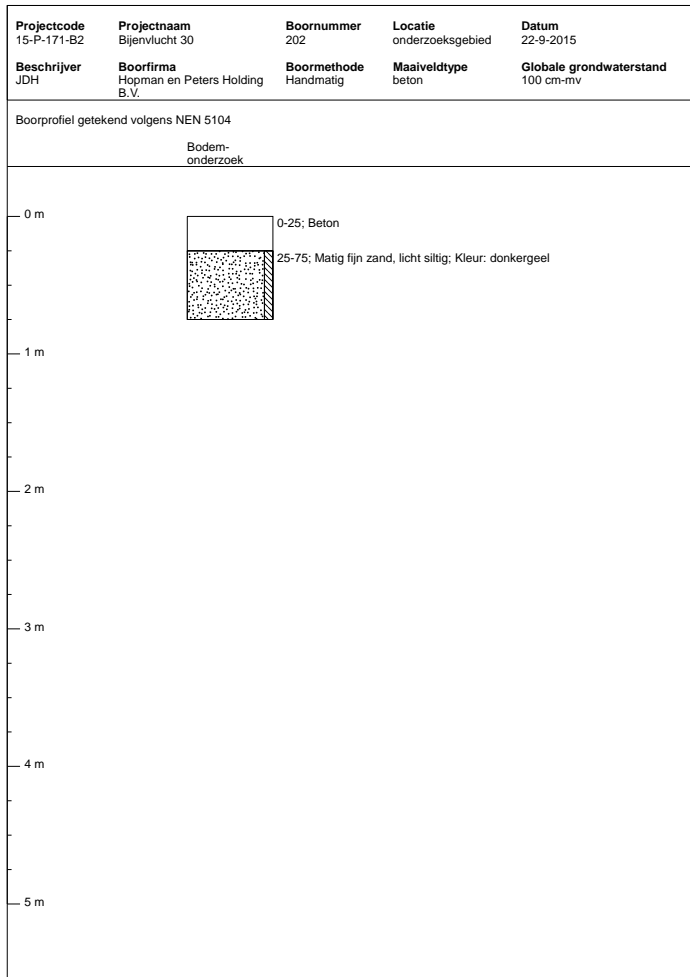 Projectcode Projectnaam Boornummer Locatie Datum
15-P-171-B2 Bijenvlucht 30 202 onderzoeksgebied 22-9-2015
Beschrijver Boorfirma Boormethode Maaiveldtype Globale grondwaterstand
JDH Hopman en Peters Holding Handmatig beton 100 cm-mv
B.V.
Boorprofiel getekend volgens NEN 5104
Bodem-
onderzoek
0 m
0-25; Beton
25-75; Matig fijn zand, licht siltig; Kleur: donkergeel
1 m
2 m
3 m
4 m
5 m